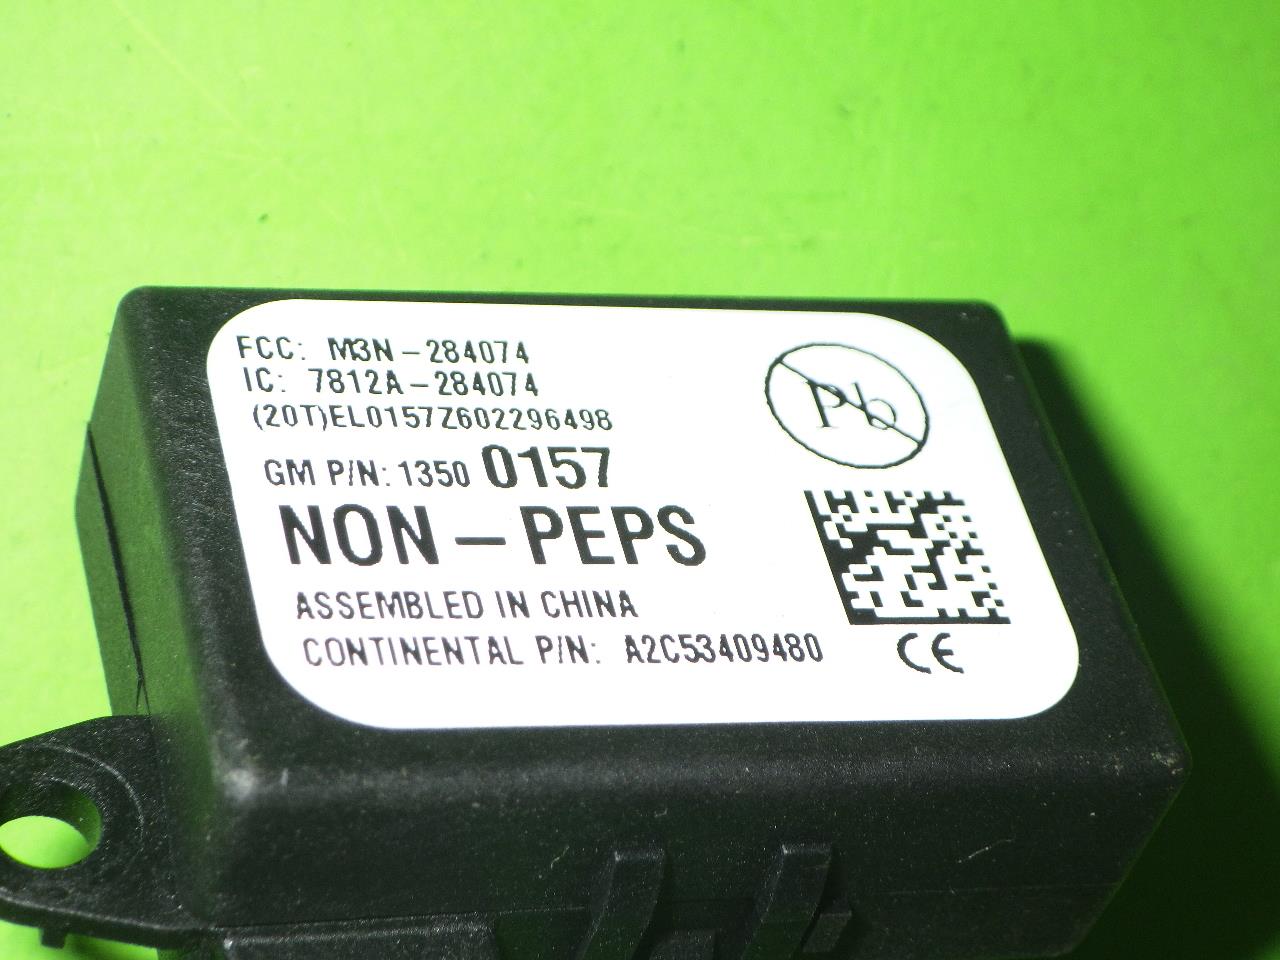 FCC: M3N-284074
IC: 7812A-284074
(20T)EL0157Z602296498
GM P/N: 1350 0157
NON-PEPS
ASSEMBLED IN CHINA
CONTINENTAL P/N: A2C53409480
Pb
CE